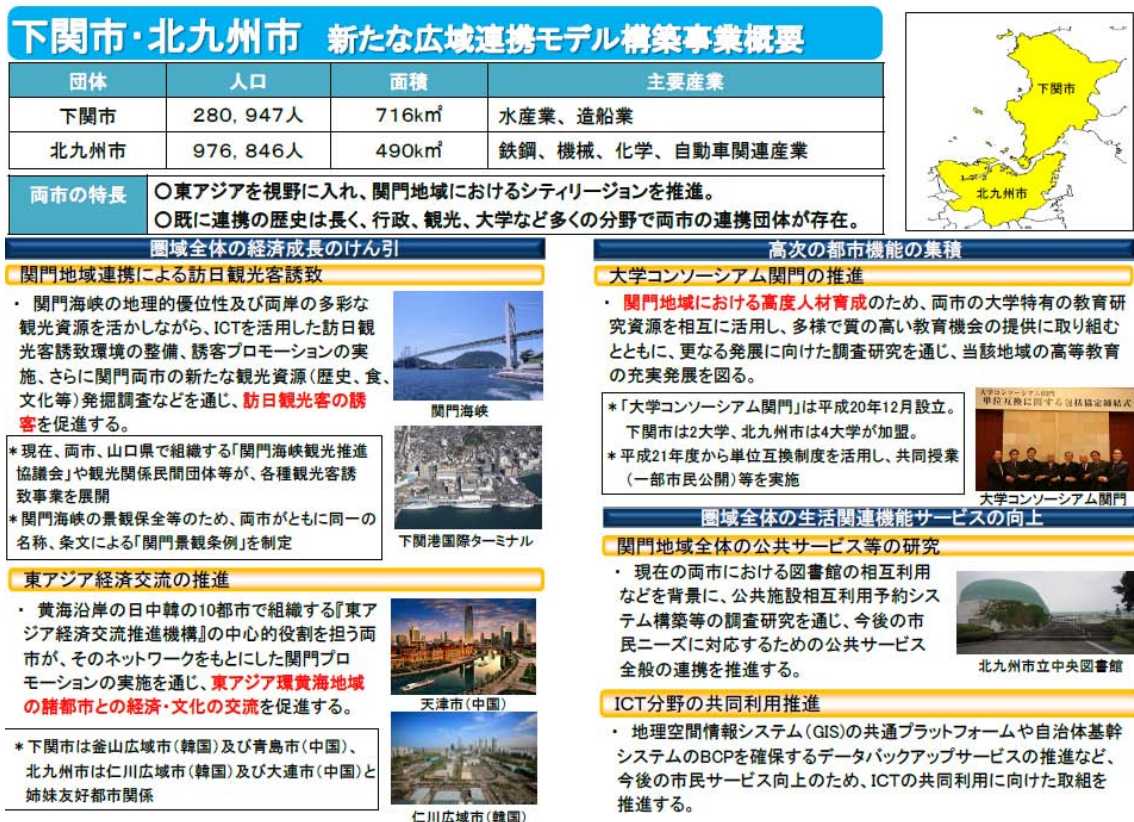 下関市・北九州市 新たな広域連携モデル構築事業概要
団体 人口 面積 主要産業
下関市 280,947人 716k㎡ 水産業、造船業
北九州市 976,846人 490k㎡ 鉄鋼、機械、化学、自動車関連産業
両市の特長
○東アジアを視野に入れ、関門地域におけるシティリージョンを推進。
○既に連携の歴史は長く、行政、観光、大学など多くの分野で両市の連携団体が存在。
下関市
北九州市
圏域全体の経済成長のけん引
関門地域連携による訪日観光客誘致
・ 関門海峡の地理的優位性及び両岸の多彩な
観光資源を活かしながら、ICTを活用した訪日観
光客誘致環境の整備、誘客プロモーションの実
施、さらに関門両市の新たな観光資源(歴史、食、
文化等)発掘調査などを通じ、訪日観光客の誘
客を促進する。
関門海峡
*現在、両市、山口県で組織する「関門海峡観光推進
協議会」や観光関係民間団体等が、各種観光客誘
致事業を展開
*関門海峡の景観保全等のため、両市がともに同一の
名称、条文による「関門景観条例」を制定
下関港国際ターミナル
東アジア経済交流の推進
・ 黄海沿岸の日中韓の10都市で組織する『東ア
ジア経済交流推進機構』の中心的役割を担う両
市が、そのネットワークをもとにした関門プロ
モーションの実施を通じ、東アジア環黄海地域
の諸都市との経済・文化の交流を促進する。
天津市(中国)
*下関市は釜山広域市(韓国)及び青島市(中国)、
北九州市は仁川広域市(韓国)及び大連市(中国)と
姉妹友好都市関係
仁川広域市(韓国)
高次の都市機能の集積
大学コンソーシアム関門の推進
・ 関門地域における高度人材育成のため、両市の大学特有の教育研
究資源を相互に活用し、多様で質の高い教育機会の提供に取り組む
とともに、更なる発展に向けた調査研究を通じ、当該地域の高等教育
の充実発展を図る。
*「大学コンソーシアム関門」は平成20年12月設立。
下関市は2大学、北九州市は4大学が加盟。
*平成21年度から単位互換制度を活用し、共同授業
(一部市民公開)等を実施
大学コンソーシアム関門
単位互換に関する包括協定締結式
大学コンソーシアム関門
圏域全体の生活関連機能サービスの向上
関門地域全体の公共サービス等の研究
・ 現在の両市における図書館の相互利用
などを背景に、公共施設相互利用予約シス
テム構築等の調査研究を通じ、今後の市
民ニーズに対応するための公共サービス
全般の連携を推進する。
北九州市立中央図書館
ICT分野の共同利用推進
・ 地理空間情報システム(GIS)の共通プラットフォームや自治体基幹
システムのBCPを確保するデータバックアップサービスの推進など、
今後の市民サービス向上のため、ICTの共同利用に向けた取組を
推進する。